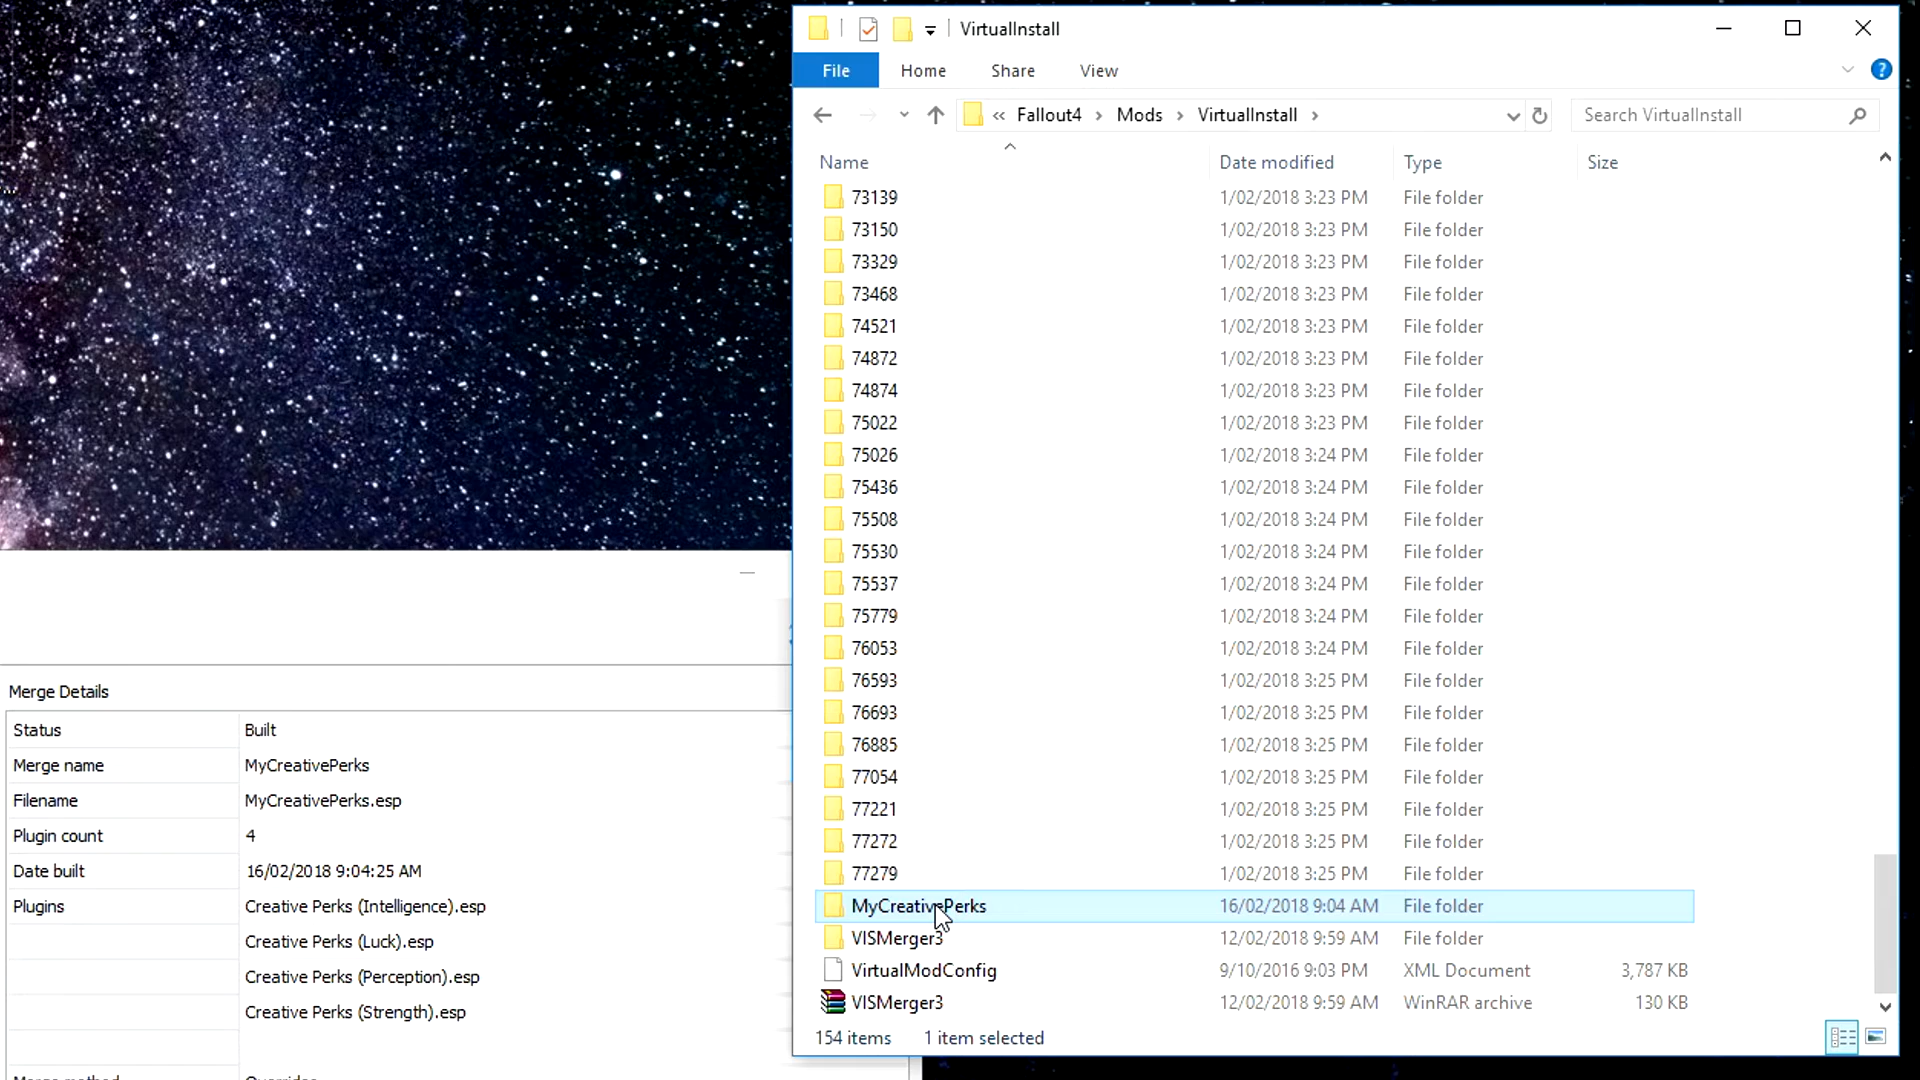 VirtualInstall
File Home Share View
« Fallout4 › Mods › VirtualInstall ›
Search VirtualInstall
Name Date modified Type Size
73139 1/02/2018 3:23 PM File folder
73150 1/02/2018 3:23 PM File folder
73329 1/02/2018 3:23 PM File folder
73468 1/02/2018 3:23 PM File folder
74521 1/02/2018 3:23 PM File folder
74872 1/02/2018 3:23 PM File folder
74874 1/02/2018 3:23 PM File folder
75022 1/02/2018 3:23 PM File folder
75026 1/02/2018 3:23 PM File folder
75436 1/02/2018 3:24 PM File folder
75508 1/02/2018 3:24 PM File folder
75530 1/02/2018 3:24 PM File folder
75537 1/02/2018 3:24 PM File folder
75779 1/02/2018 3:24 PM File folder
76053 1/02/2018 3:24 PM File folder
76593 1/02/2018 3:25 PM File folder
76693 1/02/2018 3:25 PM File folder
76885 1/02/2018 3:25 PM File folder
77054 1/02/2018 3:25 PM File folder
77221 1/02/2018 3:25 PM File folder
77272 1/02/2018 3:25 PM File folder
77279 1/02/2018 3:25 PM File folder
MyCreativePerks 16/02/2018 9:04 AM File folder
VISMerger3 12/02/2018 9:59 AM File folder
VirtualModConfig 9/10/2016 9:03 PM XML Document 3,787 KB
VISMerger3 12/02/2018 9:59 AM WinRAR archive 130 KB
154 items 1 item selected
Merge Details
Status Built
Merge name MyCreativePerks
Filename MyCreativePerks.esp
Plugin count 4
Date built 16/02/2018 9:04:25 AM
Plugins Creative Perks (Intelligence).esp
Creative Perks (Luck).esp
Creative Perks (Perception).esp
Creative Perks (Strength).esp
Merge method Overrides